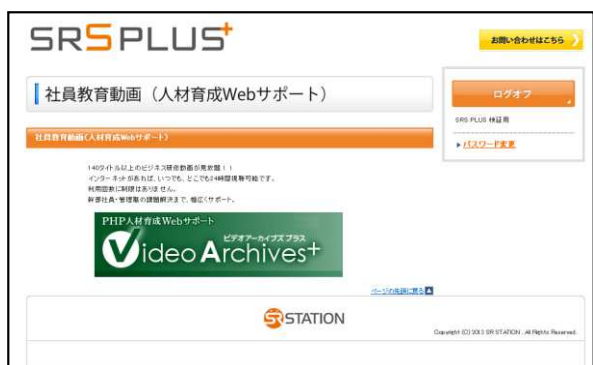 SRSPLUS+
お問い合わせはこちら
社員教育動画（人材育成Webサポート）
ログオフ
SRS PLUS 検証用
パスワード変更
社員教育動画(人材育成Webサポート)
140タイトル以上のビジネス研修動画が見放題！！
インターネットがあれば、いつでも、どこでも24時間視聴可能です。
利用回数に制限はありません。
幹部社員・管理職の課題解決まで、幅広くサポート。
PHP人材育成Webサポート
ビデオアーカイブズ プラス
Video Archives+
ページの先頭に戻る
SR STATION
Copyright (C) 2013 SR STATION . All Rights Reserved.